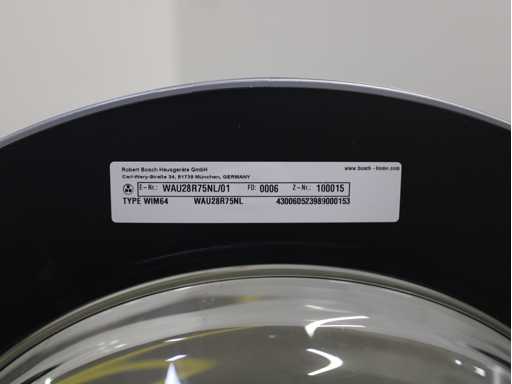 Robert Bosch Hausgeräte GmbH www.bosch-home.com
Carl-Wery-Straße 34, 81739 München, GERMANY
E-Nr.: WAU28R75NL/01 FD: 0006 Z-Nr.: 100015
TYPE WIM64 WAU28R75NL 430060523989000153